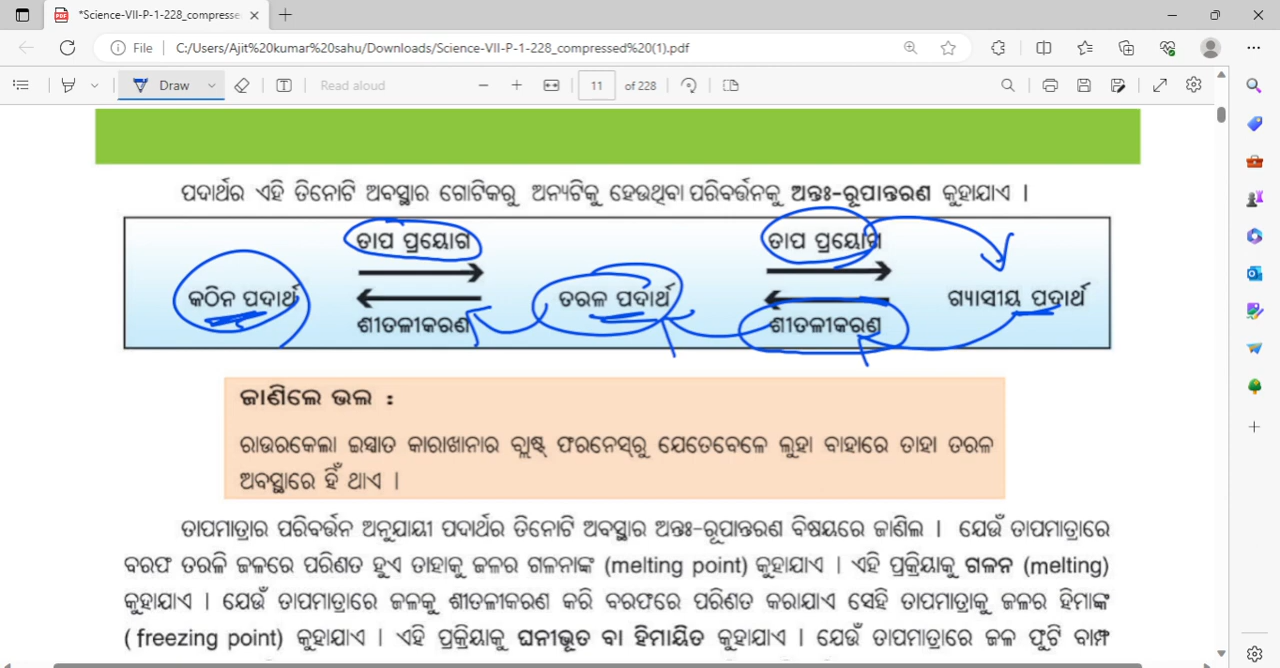 *Science-VII-P-1-228_compresse
File C:/Users/Ajit%20kumar%20sahu/Downloads/Science-VII-P-1-228_compressed%20(1).pdf
Draw Read aloud 11 of 228
ପଦାର୍ଥର ଏହି ତିନୋଟି ଅବସ୍ଥାର ଗୋଟିକରୁ ଅନ୍ୟଟିକୁ ହେଉଥିବା ପରିବର୍ତ୍ତନକୁ ଅନ୍ତଃ-ରୂପାନ୍ତରଣ କୁହାଯାଏ ।
ତାପ ପ୍ରୟୋଗ ତାପ ପ୍ରୟୋଗ
କଠିନ ପଦାର୍ଥ ତରଳ ପଦାର୍ଥ ଗ୍ୟାସୀୟ ପଦାର୍ଥ
ଶୀତଳୀକରଣ ଶୀତଳୀକରଣ
ଜାଣିଲେ ଭଲ :
ରାଉରକେଲା ଇସ୍ପାତ କାରାଖାନାର ବ୍ଲାଷ୍ଟ୍ ଫରନେସ୍‌ରୁ ଯେତେବେଳେ ଲୁହା ବାହାରେ ତାହା ତରଳ
ଅବସ୍ଥାରେ ହିଁ ଥାଏ ।
ତାପମାତ୍ରାର ପରିବର୍ତ୍ତନ ଅନୁଯାୟୀ ପଦାର୍ଥର ତିନୋଟି ଅବସ୍ଥାର ଅନ୍ତଃ-ରୂପାନ୍ତରଣ ବିଷୟରେ ଜାଣିଲ । ଯେଉଁ ତାପମାତ୍ରାରେ
ବରଫ ତରଳି ଜଳରେ ପରିଣତ ହୁଏ ତାହାକୁ ଜଳର ଗଳନାଙ୍କ (melting point) କୁହାଯାଏ । ଏହି ପ୍ରକ୍ରିୟାକୁ ଗଳନ (melting)
କୁହାଯାଏ । ଯେଉଁ ତାପମାତ୍ରାରେ ଜଳକୁ ଶୀତଳୀକରଣ କରି ବରଫରେ ପରିଣତ କରାଯାଏ ସେହି ତାପମାତ୍ରାକୁ ଜଳର ହିମାଙ୍କ
( freezing point) କୁହାଯାଏ । ଏହି ପ୍ରକ୍ରିୟାକୁ ଘନୀଭୂତ ବା ହିମାୟିତ କୁହାଯାଏ । ଯେଉଁ ତାପମାତ୍ରାରେ ଜଳ ଫୁଟି ବାମ୍ଫ